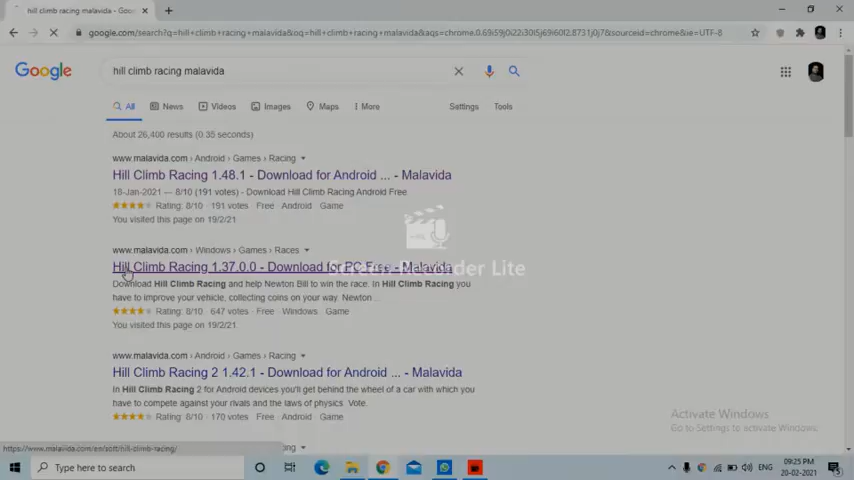 hill climb racing malavida - Go
google.com/search?q=hill+climb+racing+malavida&oq=hill+climb+racing+malavida&aqs=chrome.0.69i59j0i22i30i5j69i60l2.8731j0j7&sourceid=chrome&ie=UTF-8
Google
hill climb racing malavida
All News Videos Images Maps More Settings Tools
About 26,400 results (0.35 seconds)
www.malavida.com › Android › Games › Racing
Hill Climb Racing 1.48.1 - Download for Android ... - Malavida
18-Jan-2021 — 8/10 (191 votes) - Download Hill Climb Racing Android Free
Rating: 8/10 · 191 votes · Free · Android · Game
You visited this page on 19/2/21
www.malavida.com › Windows › Games › Races
Hill Climb Racing 1.37.0.0 - Download for PC Free - Malavida
Screen Recorder Lite
Download Hill Climb Racing and help Newton Bill to win the race. In Hill Climb Racing you
have to improve your vehicle, collecting coins on your way. Newton ...
Rating: 8/10 · 647 votes · Free · Windows · Game
You visited this page on 19/2/21
www.malavida.com › Android › Games › Racing
Hill Climb Racing 2 1.42.1 - Download for Android ... - Malavida
In Hill Climb Racing 2 for Android devices you'll get behind the wheel of a car with which you
have to compete against your rivals and the laws of physics. Vote.
Rating: 8/10 · 170 votes · Free · Android · Game
Activate Windows
Go to Settings to activate Windows.
https://www.malavida.com/en/soft/hill-climb-racing/
Racing
Type here to search
ENG
09:25 PM
20-02-2021